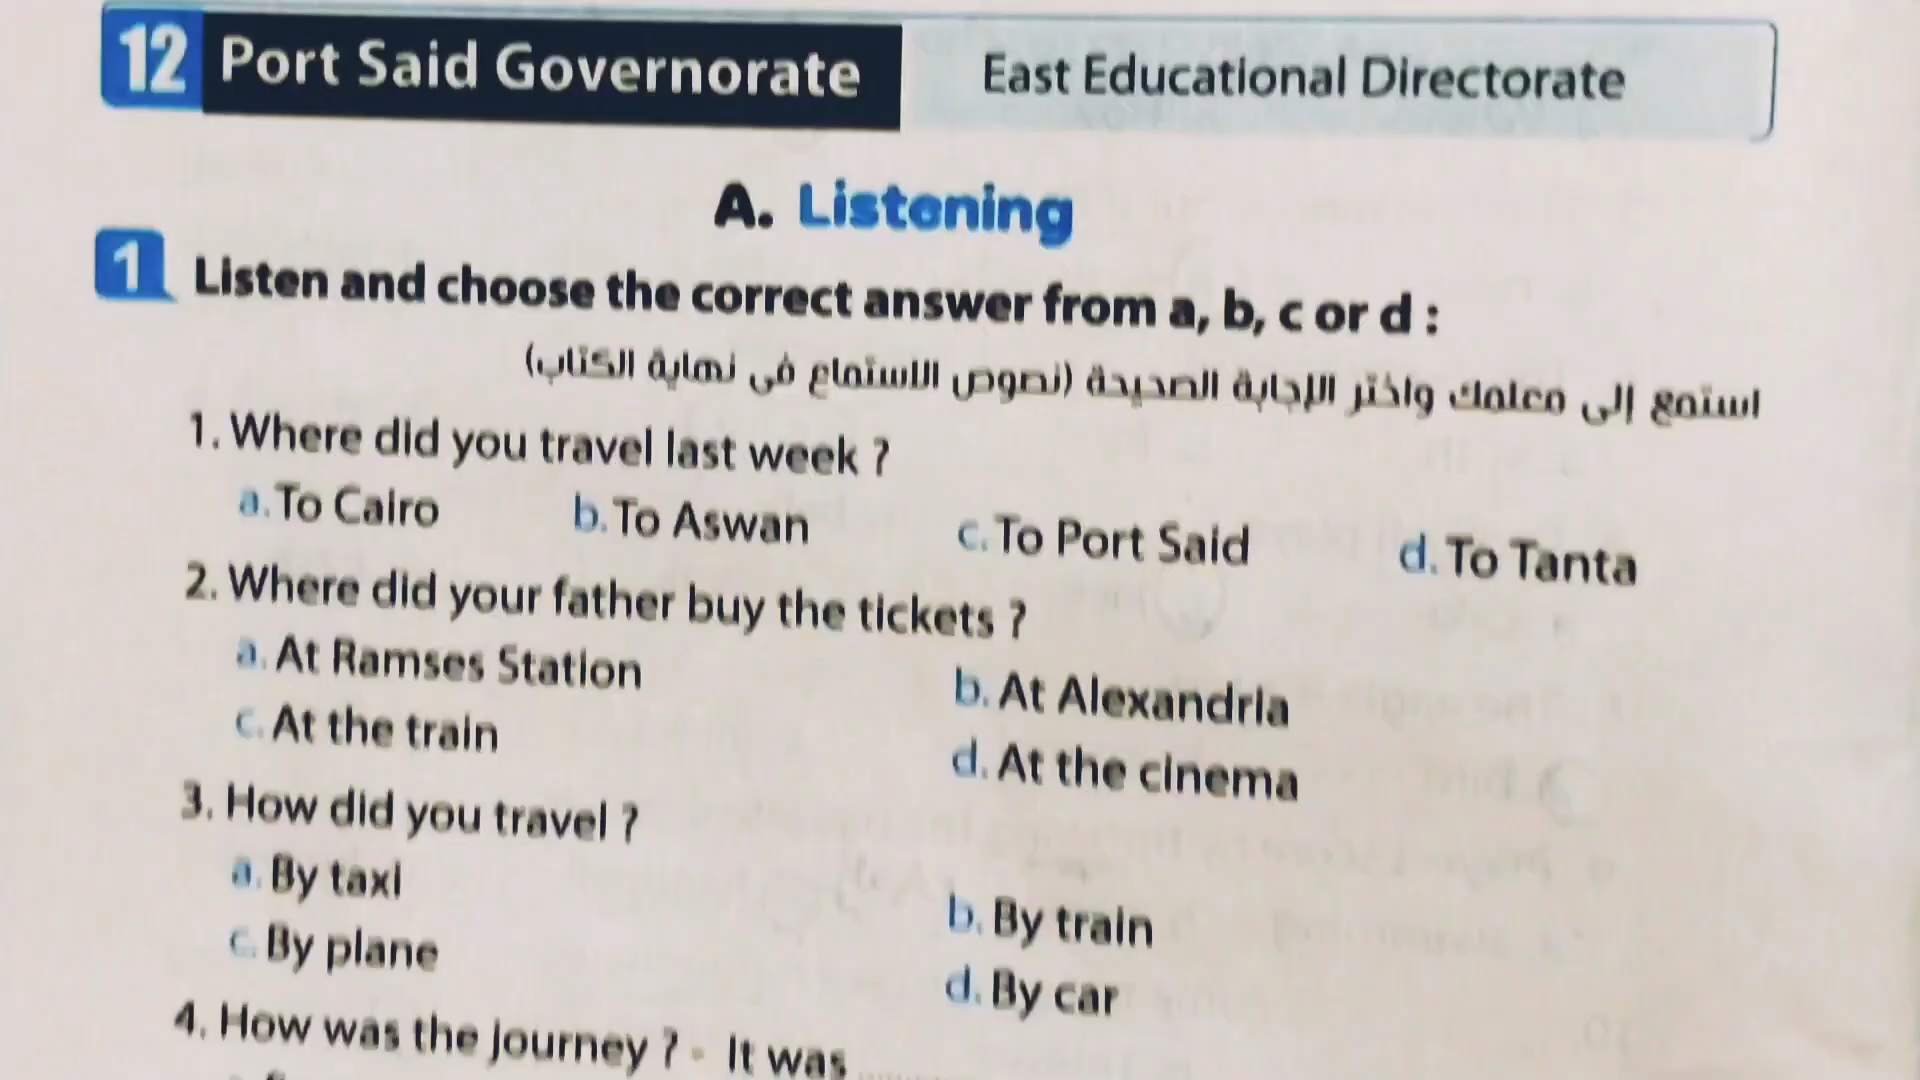 12 Port Said Governorate East Educational Directorate
A. Listening
1 Listen and choose the correct answer from a, b, c or d :
استمع إلى معلمك واختر الإجابة الصحيحة (نصوص الاستماع فى نهاية الكتاب)
1. Where did you travel last week ?
a. To Cairo b. To Aswan c. To Port Said d. To Tanta
2. Where did your father buy the tickets ?
a. At Ramses Station b. At Alexandria
c. At the train d. At the cinema
3. How did you travel ?
a. By taxi b. By train
c. By plane d. By car
4. How was the journey ? - It was